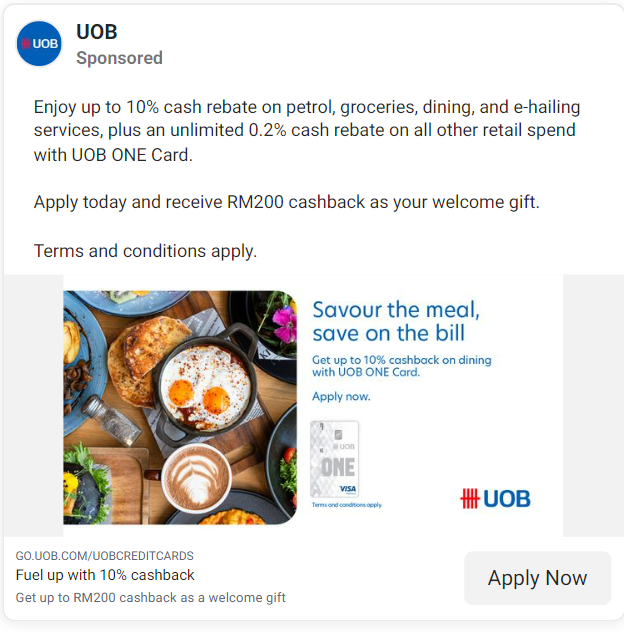 UOB
UOB
Sponsored
Enjoy up to 10% cash rebate on petrol, groceries, dining, and e-hailing
services, plus an unlimited 0.2% cash rebate on all other retail spend
with UOB ONE Card.
Apply today and receive RM200 cashback as your welcome gift.
Terms and conditions apply.
Savour the meal,
save on the bill
Get up to 10% cashback on dining
with UOB ONE Card.
Apply now.
UOB
ONE
VISA
Terms and conditions apply.
UOB
GO.UOB.COM/UOBCREDITCARDS
Fuel up with 10% cashback
Get up to RM200 cashback as a welcome gift
Apply Now